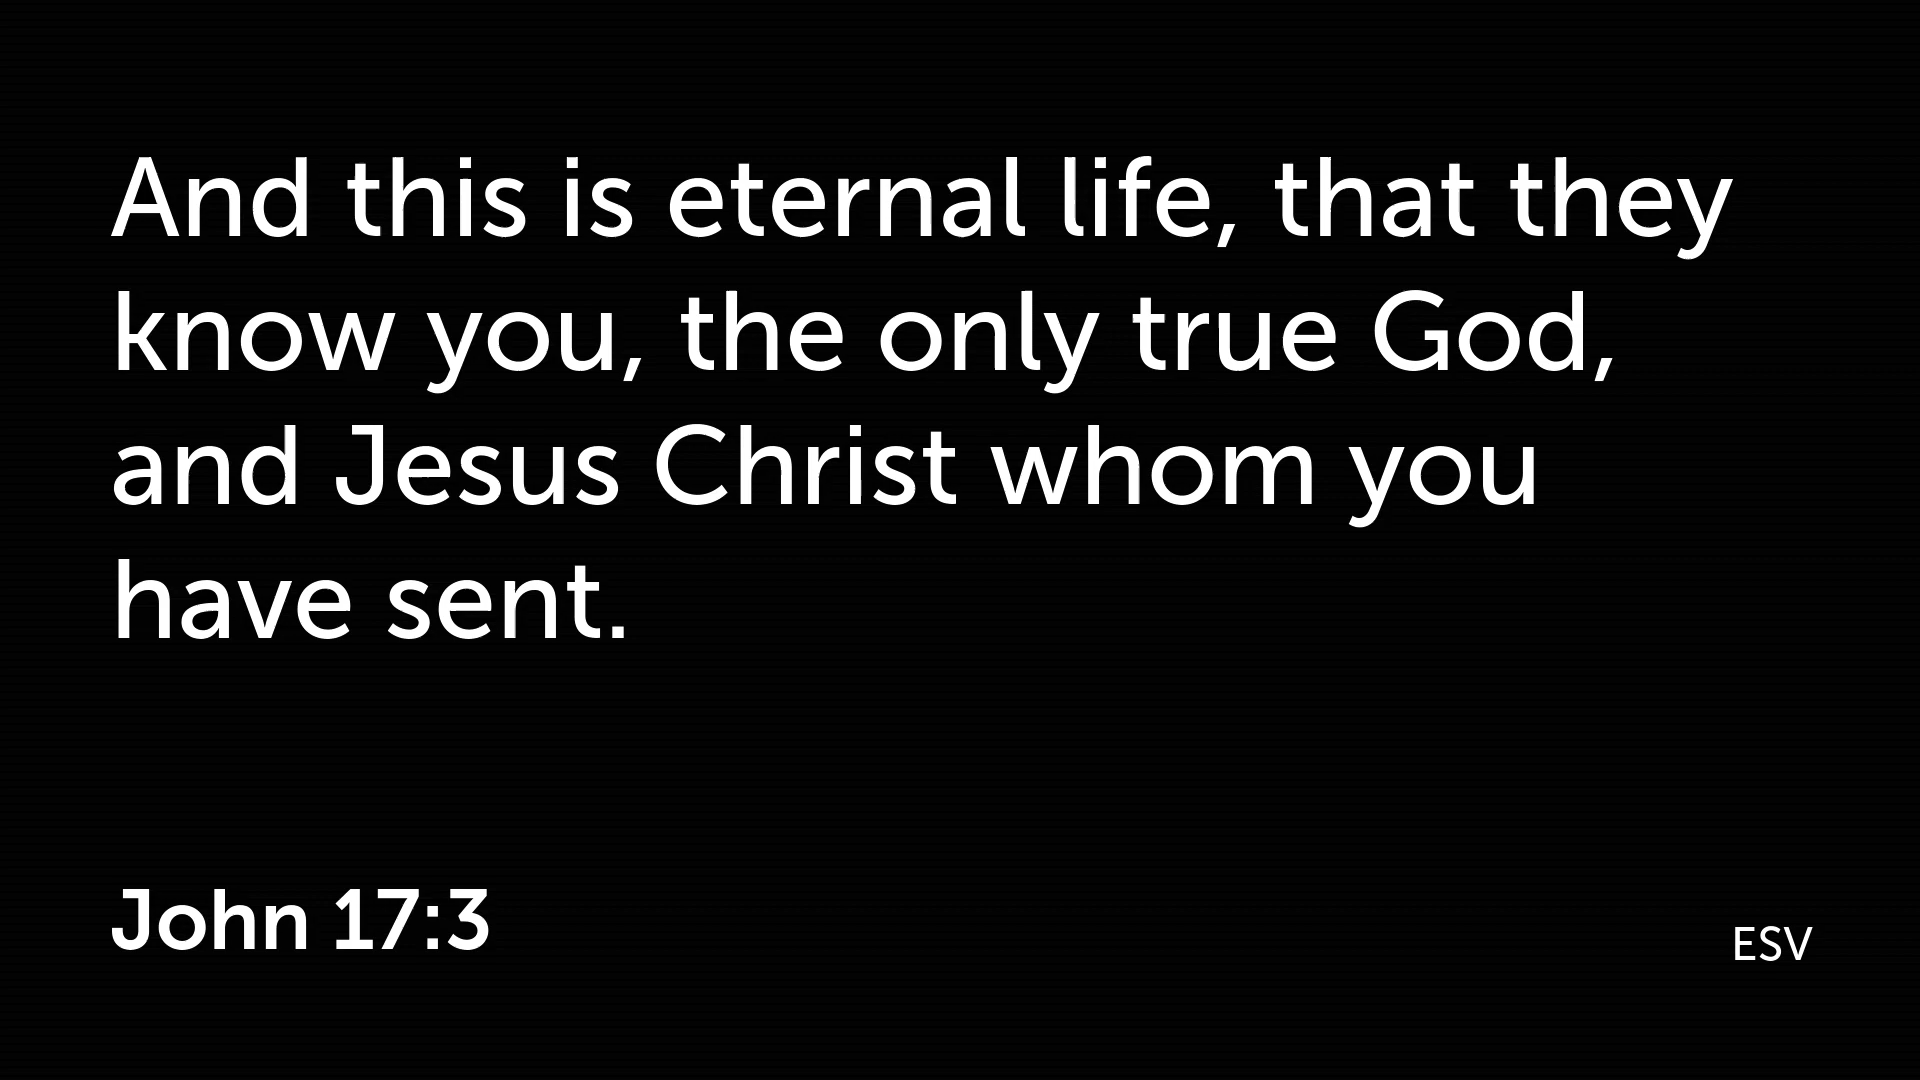 And this is eternal life, that they
know you, the only true God,
and Jesus Christ whom you
have sent.
John 17:3
ESV